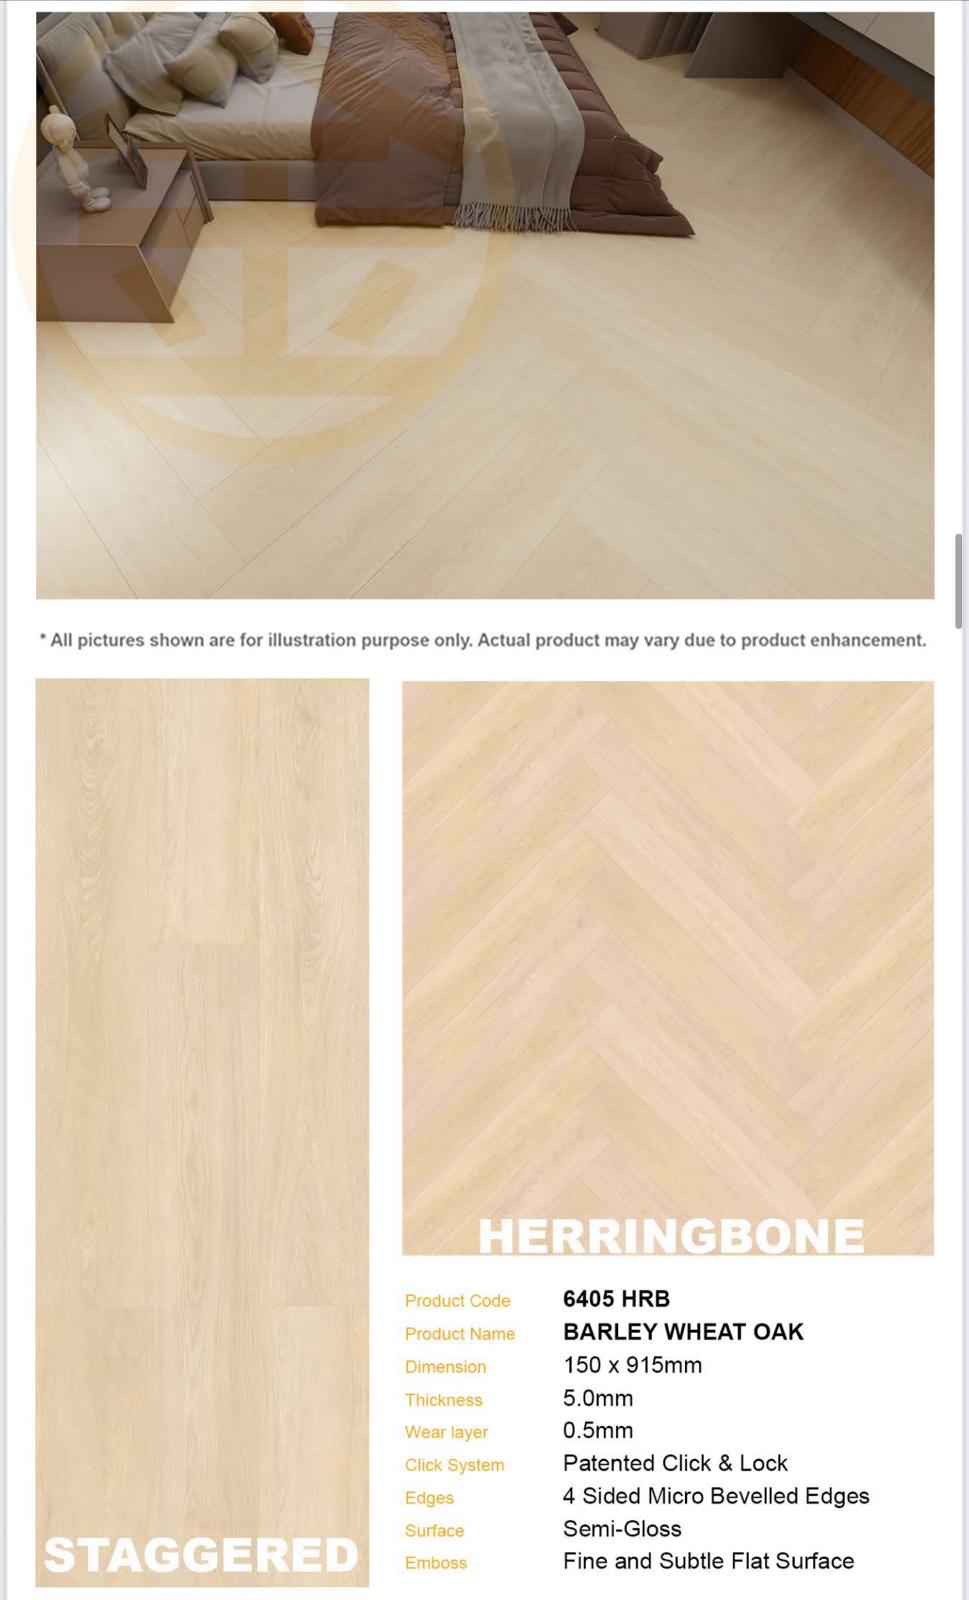 * All pictures shown are for illustration purpose only. Actual product may vary due to product enhancement.
HERRINGBONE
STAGGERED
Product Code 6405 HRB
Product Name BARLEY WHEAT OAK
Dimension 150 x 915mm
Thickness 5.0mm
Wear layer 0.5mm
Click System Patented Click & Lock
Edges 4 Sided Micro Bevelled Edges
Surface Semi-Gloss
Emboss Fine and Subtle Flat Surface